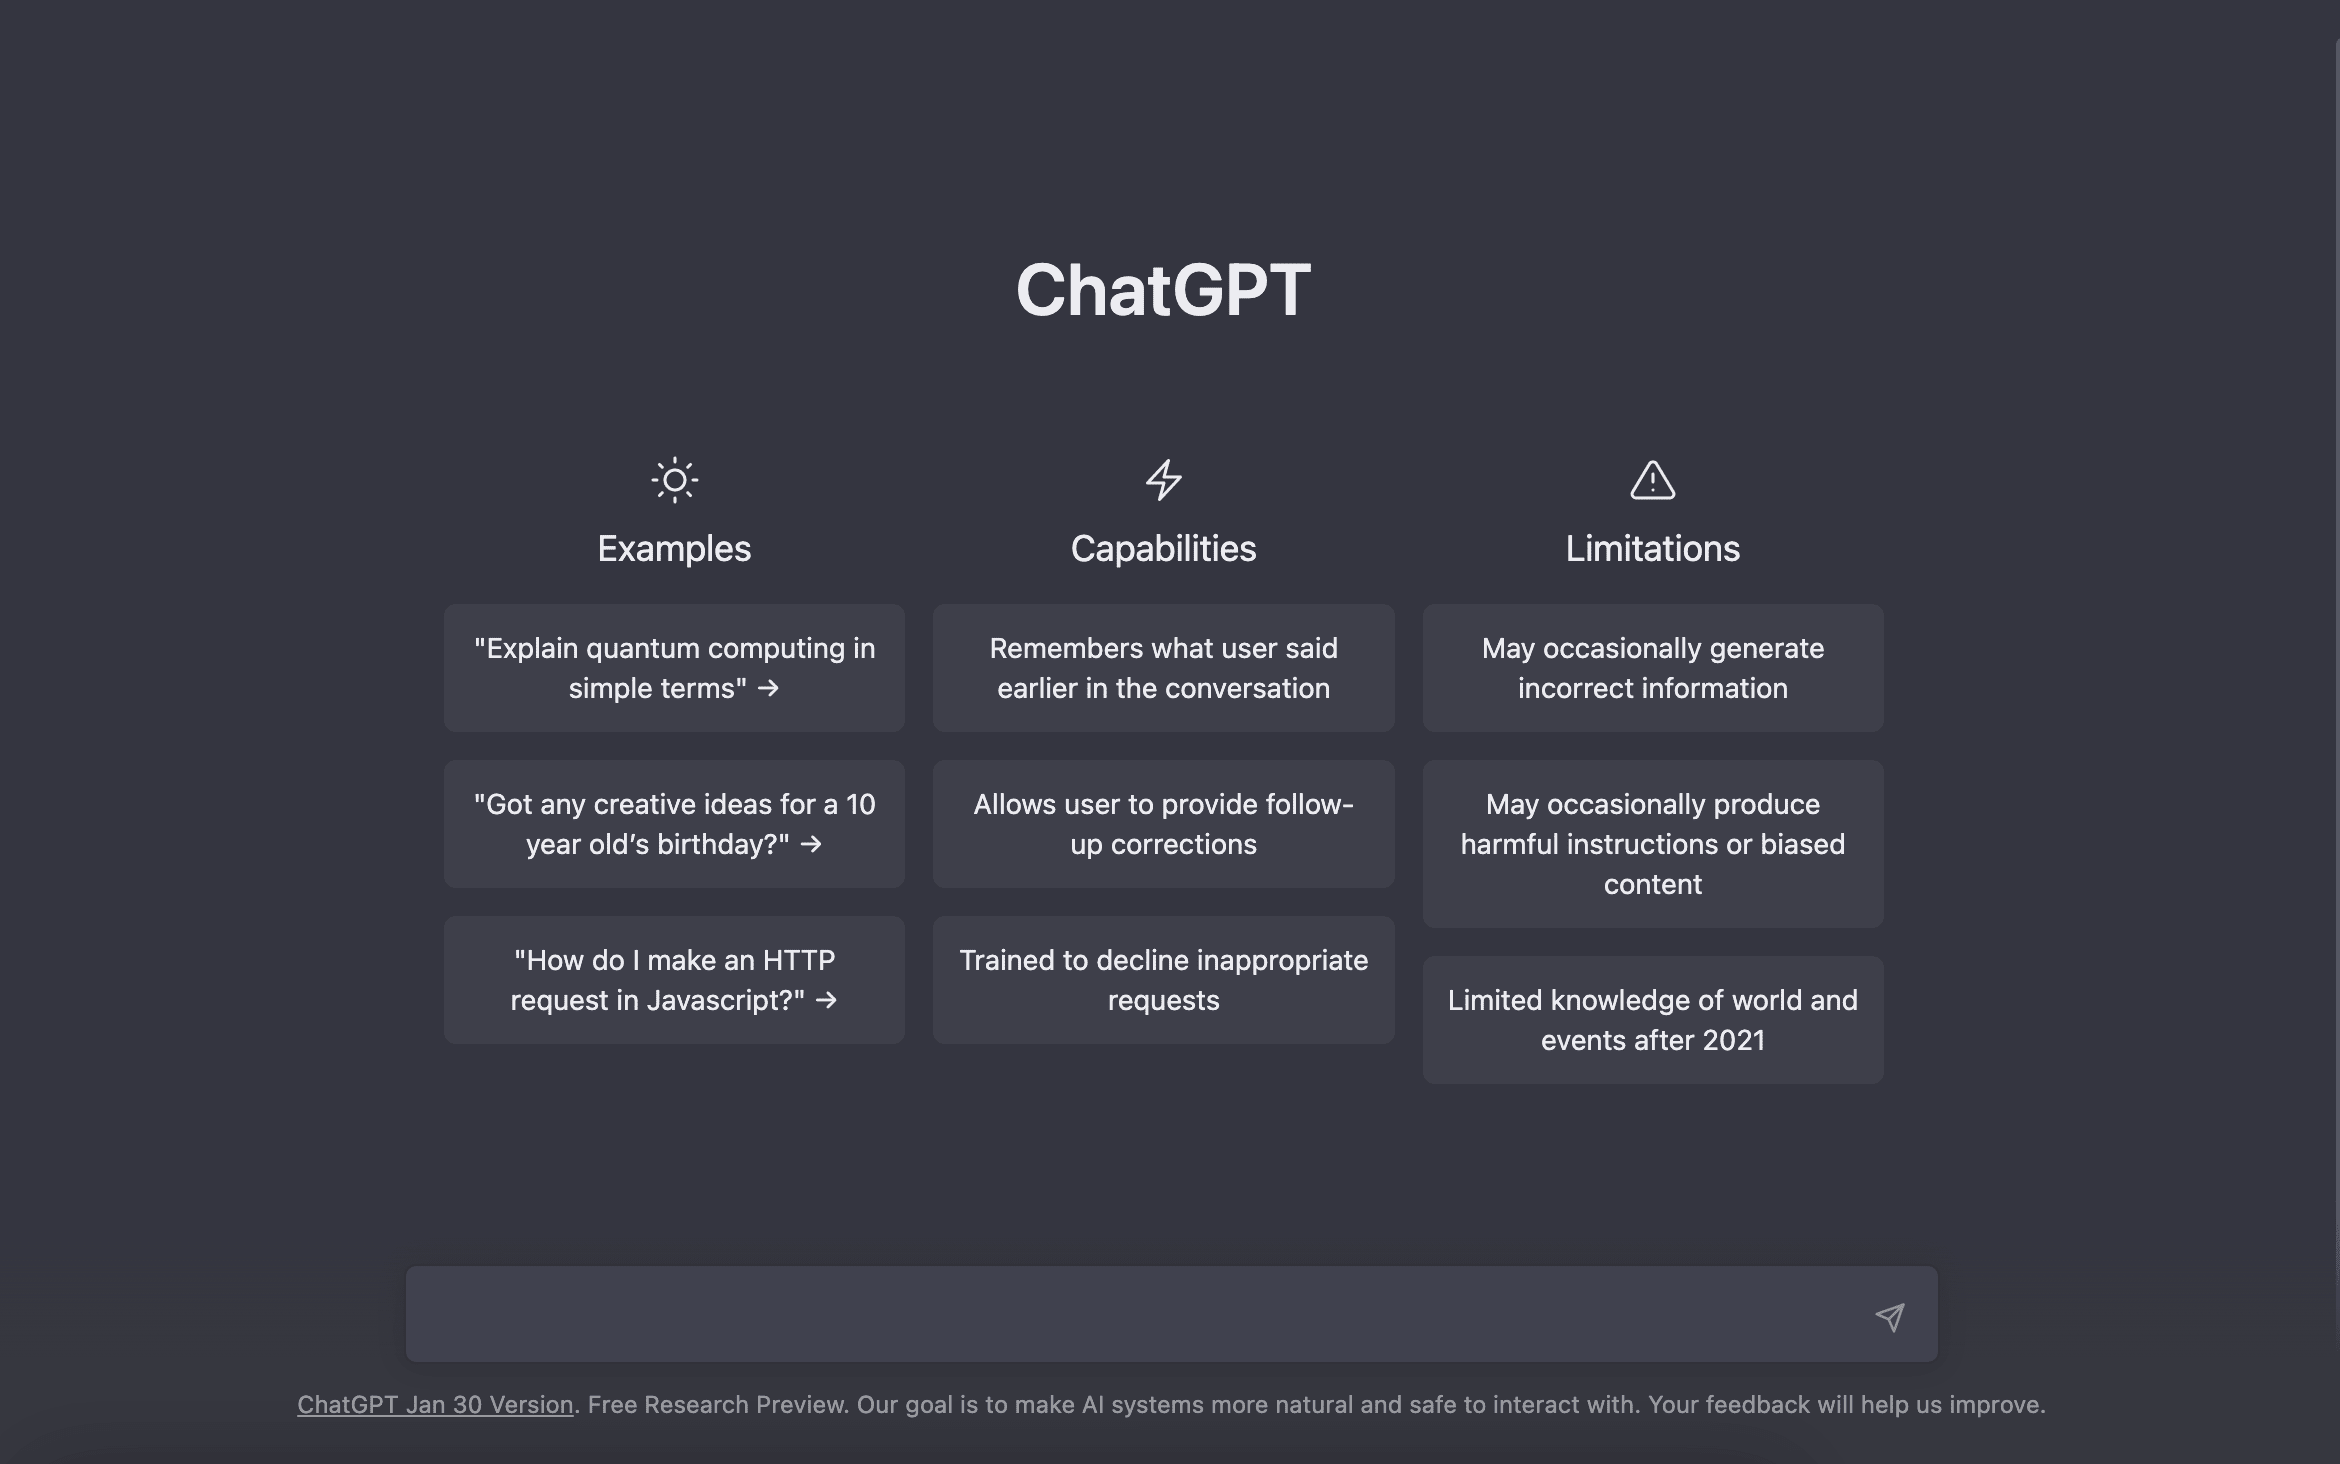 ChatGPT
Examples
"Explain quantum computing in
simple terms" →
"Got any creative ideas for a 10
year old’s birthday?" →
"How do I make an HTTP
request in Javascript?" →
Capabilities
Remembers what user said
earlier in the conversation
Allows user to provide follow-
up corrections
Trained to decline inappropriate
requests
Limitations
May occasionally generate
incorrect information
May occasionally produce
harmful instructions or biased
content
Limited knowledge of world and
events after 2021
ChatGPT Jan 30 Version. Free Research Preview. Our goal is to make AI systems more natural and safe to interact with. Your feedback will help us improve.